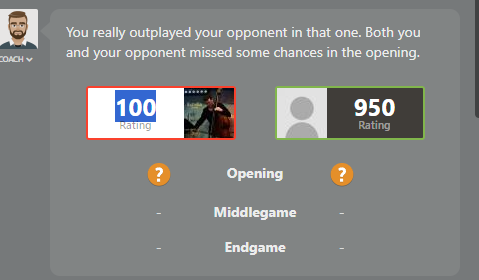 You really outplayed your opponent in that one. Both you
and your opponent missed some chances in the opening.
COACH
100
Rating
950
Rating
? Opening ?
- Middlegame -
- Endgame -